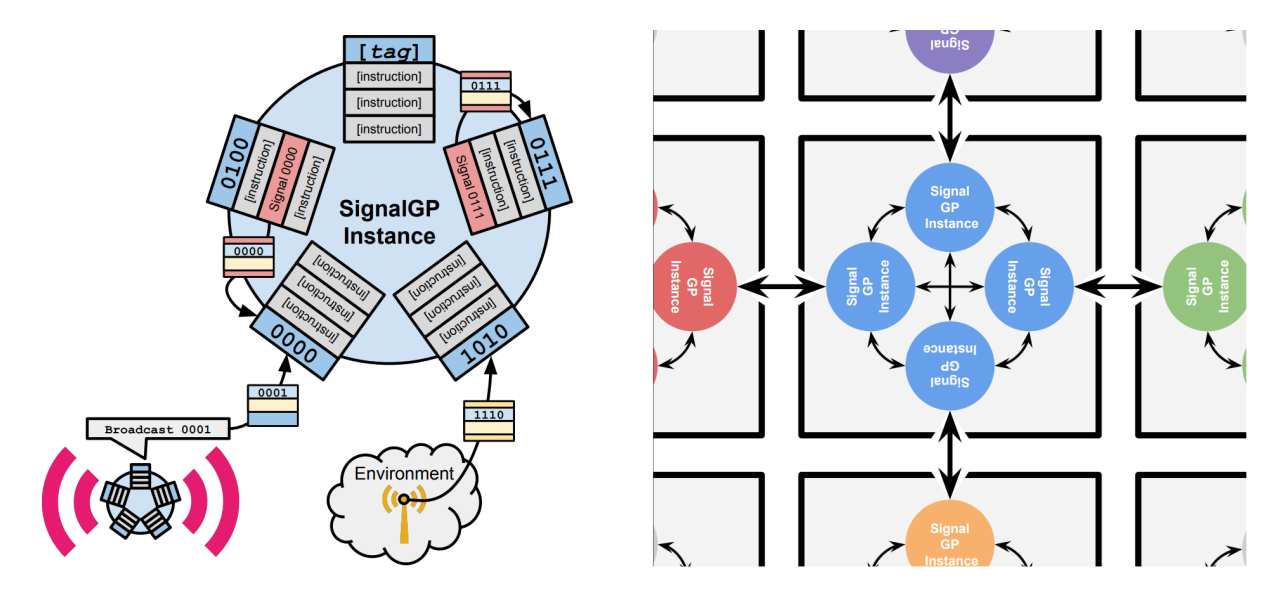 [tag]
[instruction]
[instruction]
[instruction]
0111
0100
[instruction]
Signal 0000
[instruction]
Signal 0111
[instruction]
[instruction]
0111
SignalGP
Instance
0000
[instruction]
[instruction]
[instruction]
0000
[instruction]
[instruction]
[instruction]
1010
0001
Broadcast 0001
1110
Environment
GP
Signal
Signal
GP
Instance
Signal
GP
Instance
Signal
GP
Instance
Signal
GP
Instance
Signal
GP
Instance
Signal
GP
Instance
Signal
GP
Instance